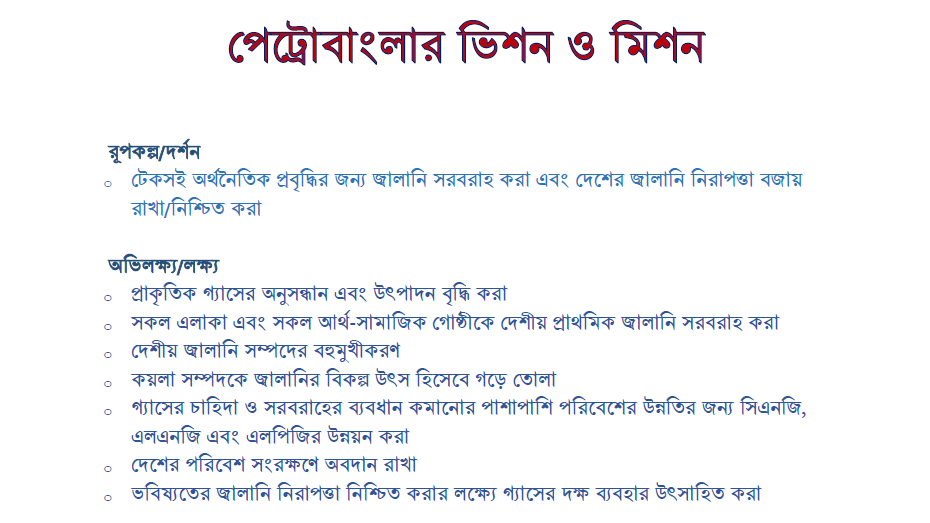 পেট্রোবাংলার ভিশন ও মিশন
রূপকল্প/দর্শন
○ টেকসই অর্থনৈতিক প্রবৃদ্ধির জন্য জ্বালানি সরবরাহ করা এবং দেশের জ্বালানি নিরাপত্তা বজায়
রাখা/নিশ্চিত করা
অভিলক্ষ্য/লক্ষ্য
○ প্রাকৃতিক গ্যাসের অনুসন্ধান এবং উৎপাদন বৃদ্ধি করা
○ সকল এলাকা এবং সকল আর্থ-সামাজিক গোষ্ঠীকে দেশীয় প্রাথমিক জ্বালানি সরবরাহ করা
○ দেশীয় জ্বালানি সম্পদের বহুমুখীকরণ
○ কয়লা সম্পদকে জ্বালানির বিকল্প উৎস হিসেবে গড়ে তোলা
○ গ্যাসের চাহিদা ও সরবরাহের ব্যবধান কমানোর পাশাপাশি পরিবেশের উন্নতির জন্য সিএনজি,
এলএনজি এবং এলপিজির উন্নয়ন করা
○ দেশের পরিবেশ সংরক্ষণে অবদান রাখা
○ ভবিষ্যতের জ্বালানি নিরাপত্তা নিশ্চিত করার লক্ষ্যে গ্যাসের দক্ষ ব্যবহার উৎসাহিত করা